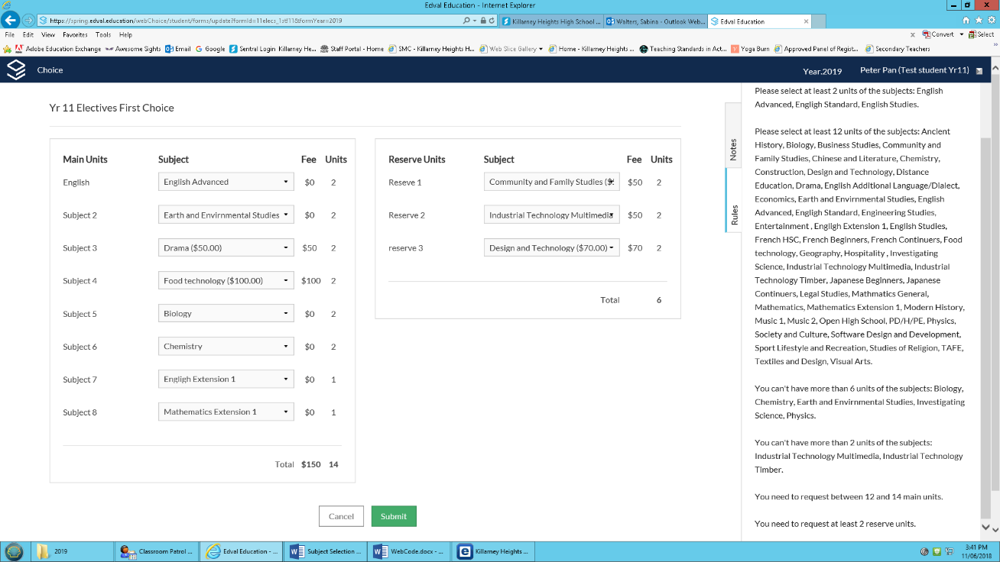 Edval Education - Internet Explorer
https://spring.edval.education/webChoice/student/forms/update?formId=11elecs_1stl11&formYear=2019
Killarney Heights High School ...
Walters, Sabina - Outlook Web...
Edval Education
File Edit View Favorites Tools Help
Convert Select
Adobe Education Exchange Awesome Sights Email Google Sentral Login Killarney He... Staff Portal - Home SMC - Killarney Heights H... Web Slice Gallery Home - Killarney Heights ... Teaching Standards in Act... Yoga Burn Approved Panel of Regist... Secondary Teachers
Choice
Year.2019 Peter Pan (Test student Yr11)
Yr 11 Electives First Choice
Main Units Subject Fee Units
English English Advanced $0 2
Subject 2 Earth and Envirnmental Studies $0 2
Subject 3 Drama ($50.00) $50 2
Subject 4 Food technology ($100.00) $100 2
Subject 5 Biology $0 2
Subject 6 Chemistry $0 2
Subject 7 Engligh Extension 1 $0 1
Subject 8 Mathematics Extension 1 $0 1
Total $150 14
Reserve Units Subject Fee Units
Reseve 1 Community and Family Studies ($ $50 2
Reserve 2 Industrial Technology Multimedia $50 2
reserve 3 Design and Technology ($70.00) $70 2
Total 6
Cancel Submit
Notes
Rules
Please select at least 2 units of the subjects: English
Advanced, Engligh Standard, English Studies.
Please select at least 12 units of the subjects: Ancient
History, Biology, Business Studies, Community and
Family Studies, Chinese and Literature, Chemistry,
Construction, Design and Technology, Distance
Education, Drama, English Additional Language/Dialect,
Economics, Earth and Envirnmental Studies, English
Advanced, Engligh Standard, Engineering Studies,
Entertainment , Engligh Extension 1, English Studies,
French HSC, French Beginners, French Continuers, Food
technology, Geography, Hospitality , Investigating
Science, Industrial Technology Multimedia, Industrial
Technology Timber, Japanese Beginners, Japanese
Continuers, Legal Studies, Mathmatics General,
Mathematics, Mathematics Extension 1, Modern History,
Music 1, Music 2, Open High School, PD/H/PE, Physics,
Society and Culture, Software Design and Development,
Sport Lifestyle and Recreation, Studies of Religion, TAFE,
Textiles and Design, Visual Arts.
You can't have more than 6 units of the subjects: Biology,
Chemistry, Earth and Envirnmental Studies, Investigating
Science, Physics.
You can't have more than 2 units of the subjects:
Industrial Technology Multimedia, Industrial Technology
Timber.
You need to request between 12 and 14 main units.
You need to request at least 2 reserve units.
2019
Classroom Patrol ...
Edval Education - ...
Subject Selection ...
WebCode.docx - ...
Killarney Heights ...
3:41 PM
11/06/2018